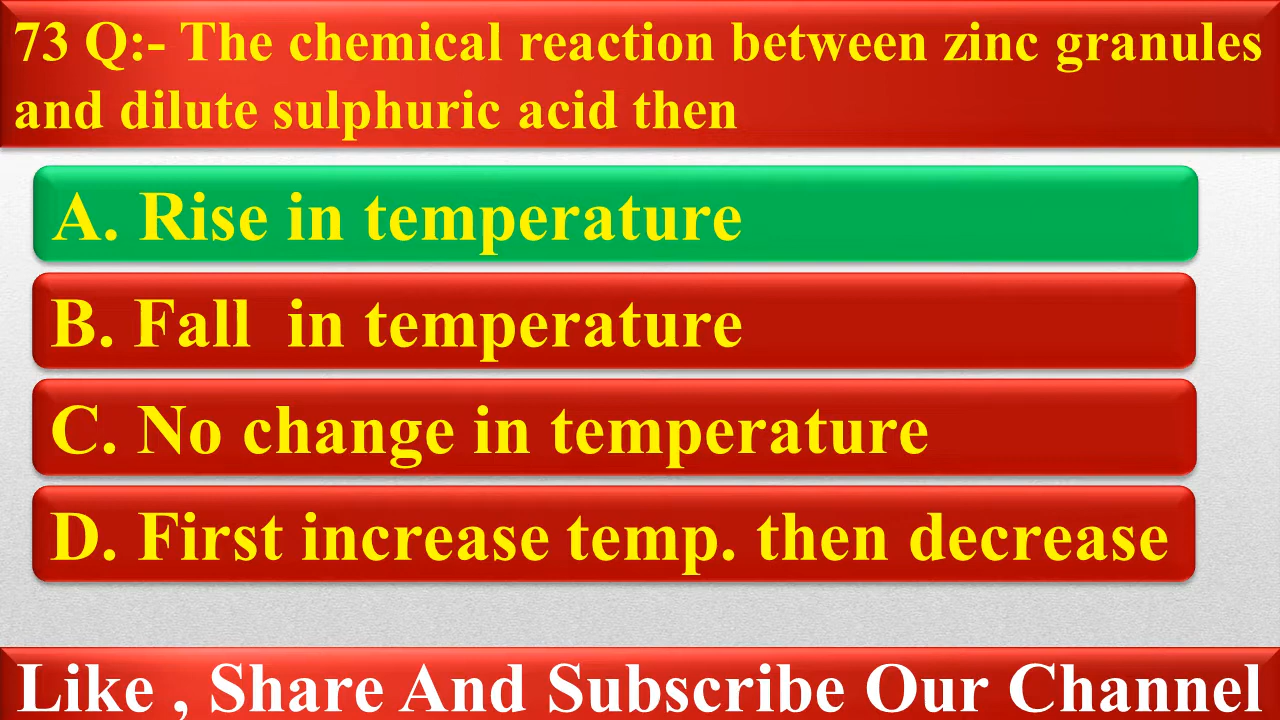 73 Q:- The chemical reaction between zinc granules
and dilute sulphuric acid then
A. Rise in temperature
B. Fall  in temperature
C. No change in temperature
D. First increase temp. then decrease
Like , Share And Subscribe Our Channel